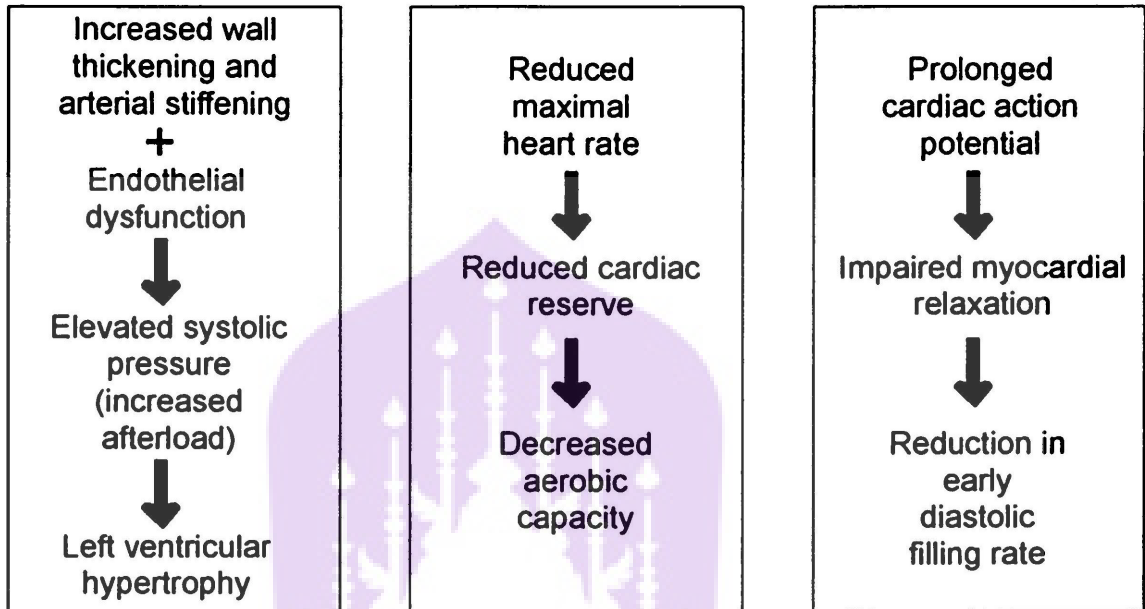 Increased wall
thickening and
arterial stiffening
+
Endothelial
dysfunction
Elevated systolic
pressure
(increased
afterload)
Left ventricular
hypertrophy
Reduced
maximal
heart rate
Reduced cardiac
reserve
Decreased
aerobic
capacity
Prolonged
cardiac action
potential
Impaired myocardial
relaxation
Reduction in
early
diastolic
filling rate